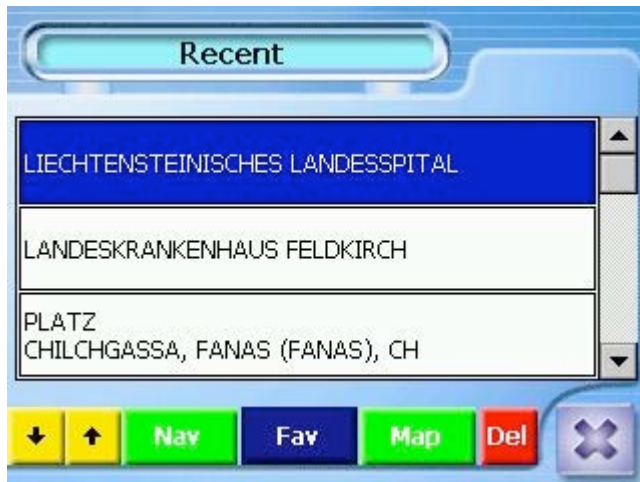 Recent
LIECHTENSTEINISCHES LANDESSPITAL
LANDESKRANKENHAUS FELDKIRCH
PLATZ
CHILCHGASSA, FANAS (FANAS), CH
Nav Fav Map Del